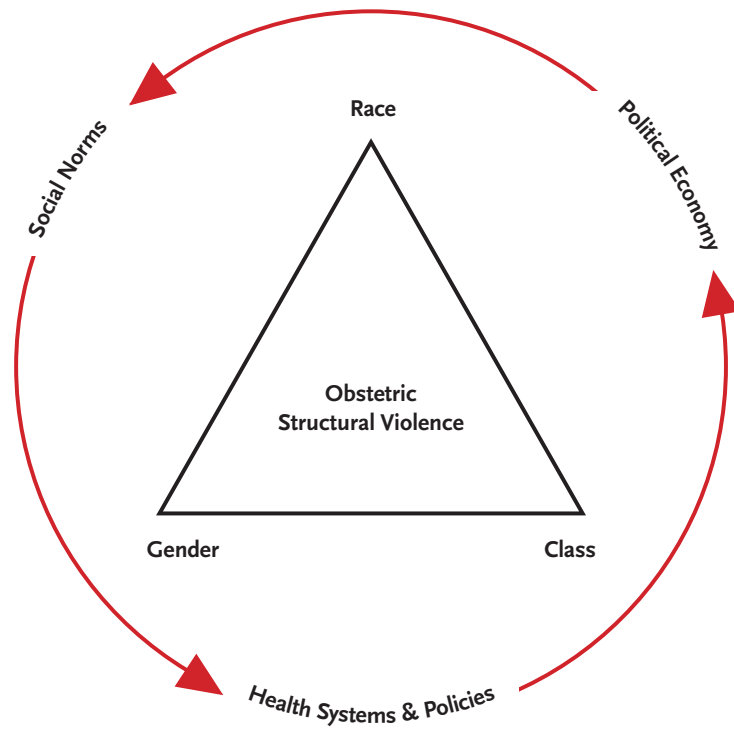 Race
Social Norms
Political Economy
Obstetric
Structural Violence
Gender
Class
Health Systems & Policies